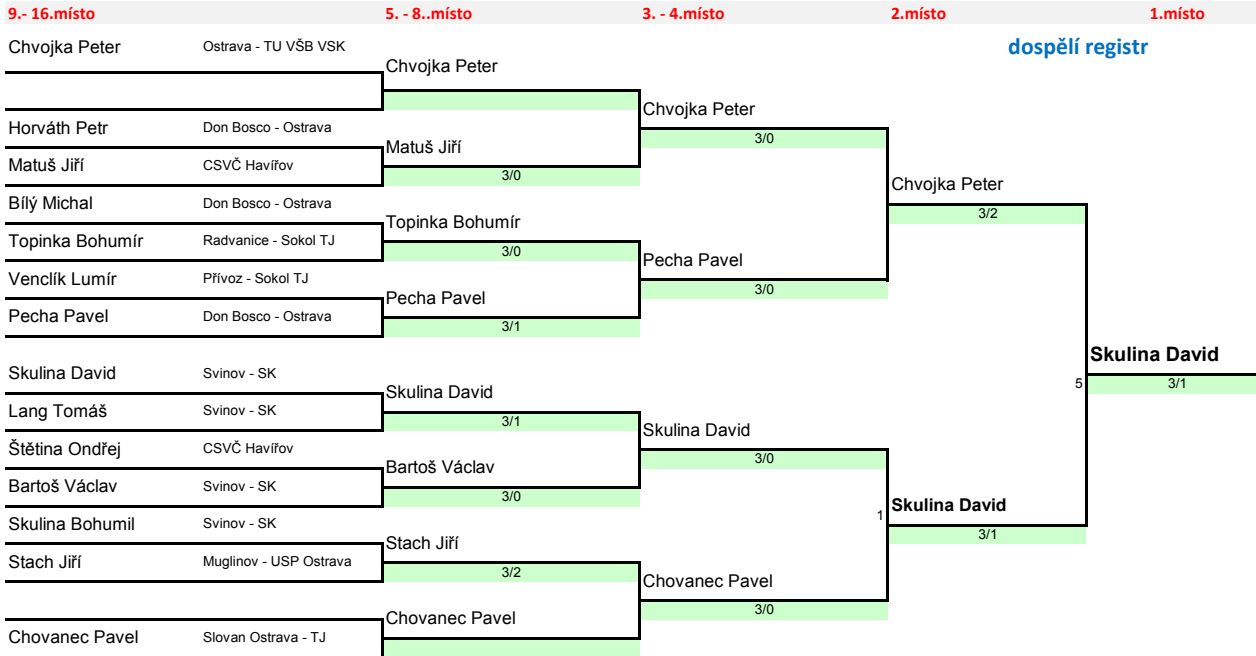 9.- 16.místo 5. - 8..místo 3. - 4.místo 2.místo 1.místo
Chvojka Peter Ostrava - TU VŠB VSK dospělí registr
Chvojka Peter
Chvojka Peter
Horváth Petr Don Bosco - Ostrava 3/0
Matuš Jiří
Matuš Jiří CSVČ Havířov 3/0
Chvojka Peter
Bílý Michal Don Bosco - Ostrava 3/2
Topinka Bohumír
Topinka Bohumír Radvanice - Sokol TJ 3/0
Pecha Pavel
Venclík Lumír Přívoz - Sokol TJ 3/0
Pecha Pavel
Pecha Pavel Don Bosco - Ostrava 3/1
Skulina David
Skulina David Svinov - SK 5 3/1
Skulina David
Lang Tomáš Svinov - SK 3/1
Skulina David
Štětina Ondřej CSVČ Havířov 3/0
Bartoš Václav
Bartoš Václav Svinov - SK 3/0
Skulina David
Skulina Bohumil Svinov - SK 1 3/1
Stach Jiří
Stach Jiří Muglinov - USP Ostrava 3/2
Chovanec Pavel
3/0
Chovanec Pavel
Chovanec Pavel Slovan Ostrava - TJ